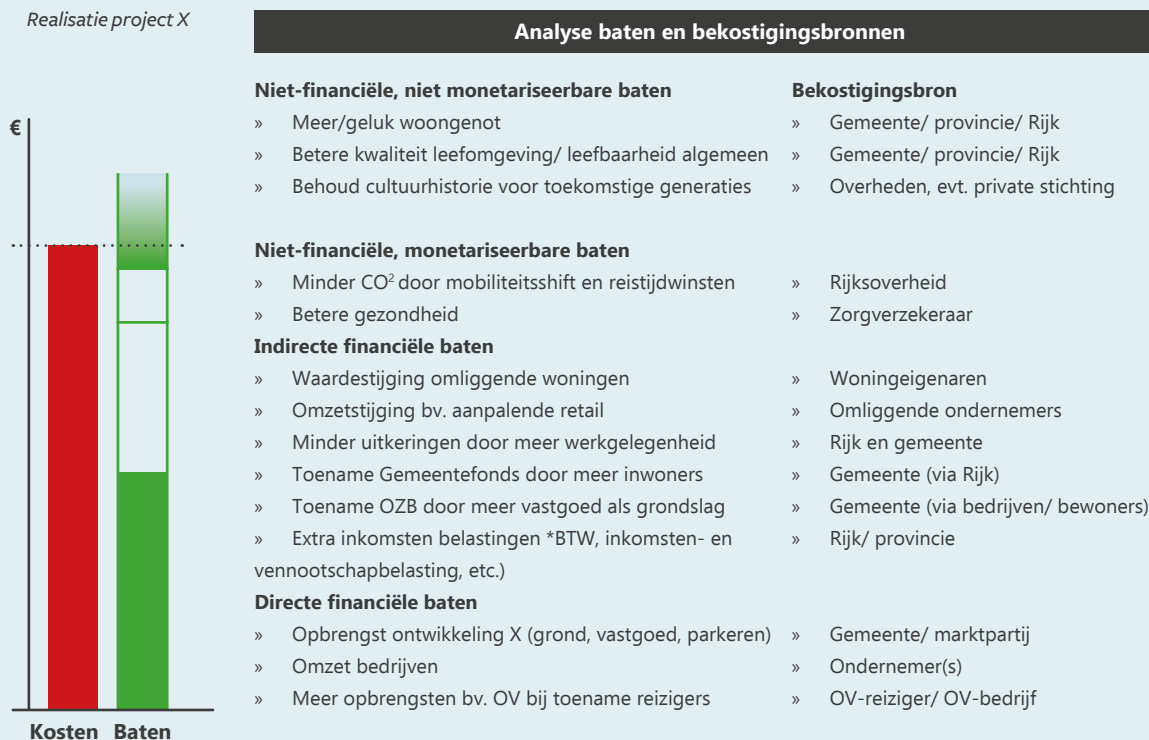 Realisatie project X
Analyse baten en bekostigingsbronnen
€
Kosten Baten
Niet-financiële, niet monetariseerbare baten Bekostigingsbron
» Meer/geluk woongenot » Gemeente/ provincie/ Rijk
» Betere kwaliteit leefomgeving/ leefbaarheid algemeen » Gemeente/ provincie/ Rijk
» Behoud cultuurhistorie voor toekomstige generaties » Overheden, evt. private stichting
Niet-financiële, monetariseerbare baten
» Minder CO² door mobiliteitsshift en reistijdwinsten » Rijksoverheid
» Betere gezondheid » Zorgverzekeraar
Indirecte financiële baten
» Waardestijging omliggende woningen » Woningeigenaren
» Omzetstijging bv. aanpalende retail » Omliggende ondernemers
» Minder uitkeringen door meer werkgelegenheid » Rijk en gemeente
» Toename Gemeentefonds door meer inwoners » Gemeente (via Rijk)
» Toename OZB door meer vastgoed als grondslag » Gemeente (via bedrijven/ bewoners)
» Extra inkomsten belastingen *BTW, inkomsten- en » Rijk/ provincie
vennootschapbelasting, etc.)
Directe financiële baten
» Opbrengst ontwikkeling X (grond, vastgoed, parkeren) » Gemeente/ marktpartij
» Omzet bedrijven » Ondernemer(s)
» Meer opbrengsten bv. OV bij toename reizigers » OV-reiziger/ OV-bedrijf